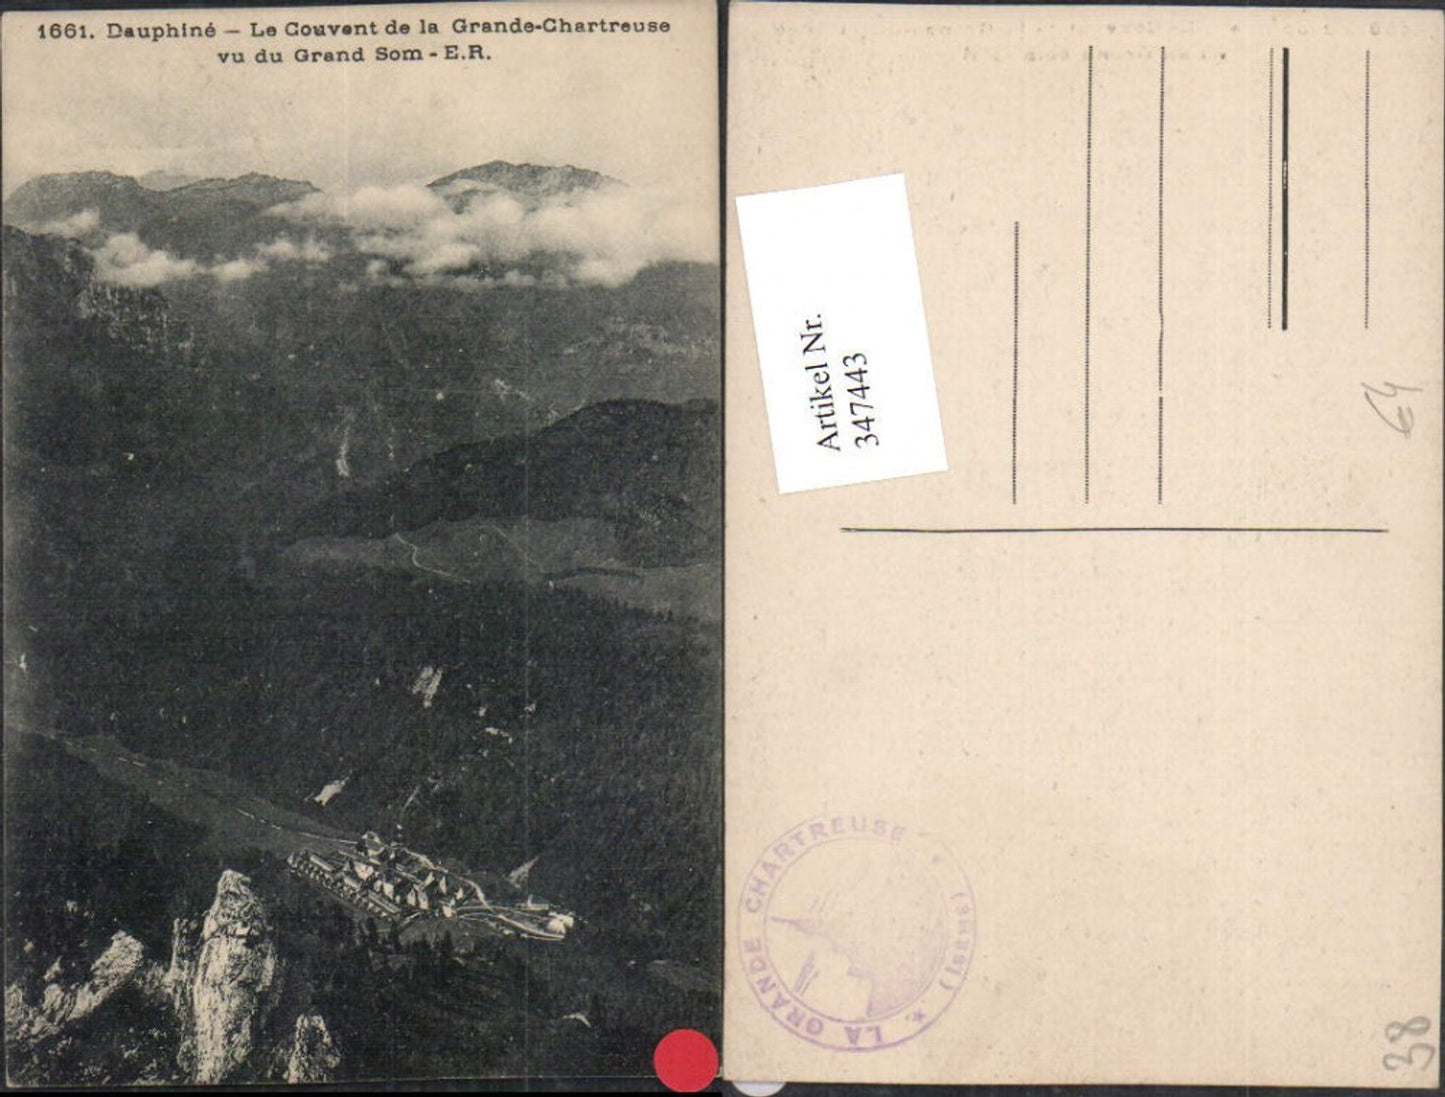 1661. Dauphiné — Le Couvent de la Grande-Chartreuse
vu du Grand Som - E.R.
Artikel Nr.
347443
LA GRANDE CHARTREUSE * (ISERE) *
38